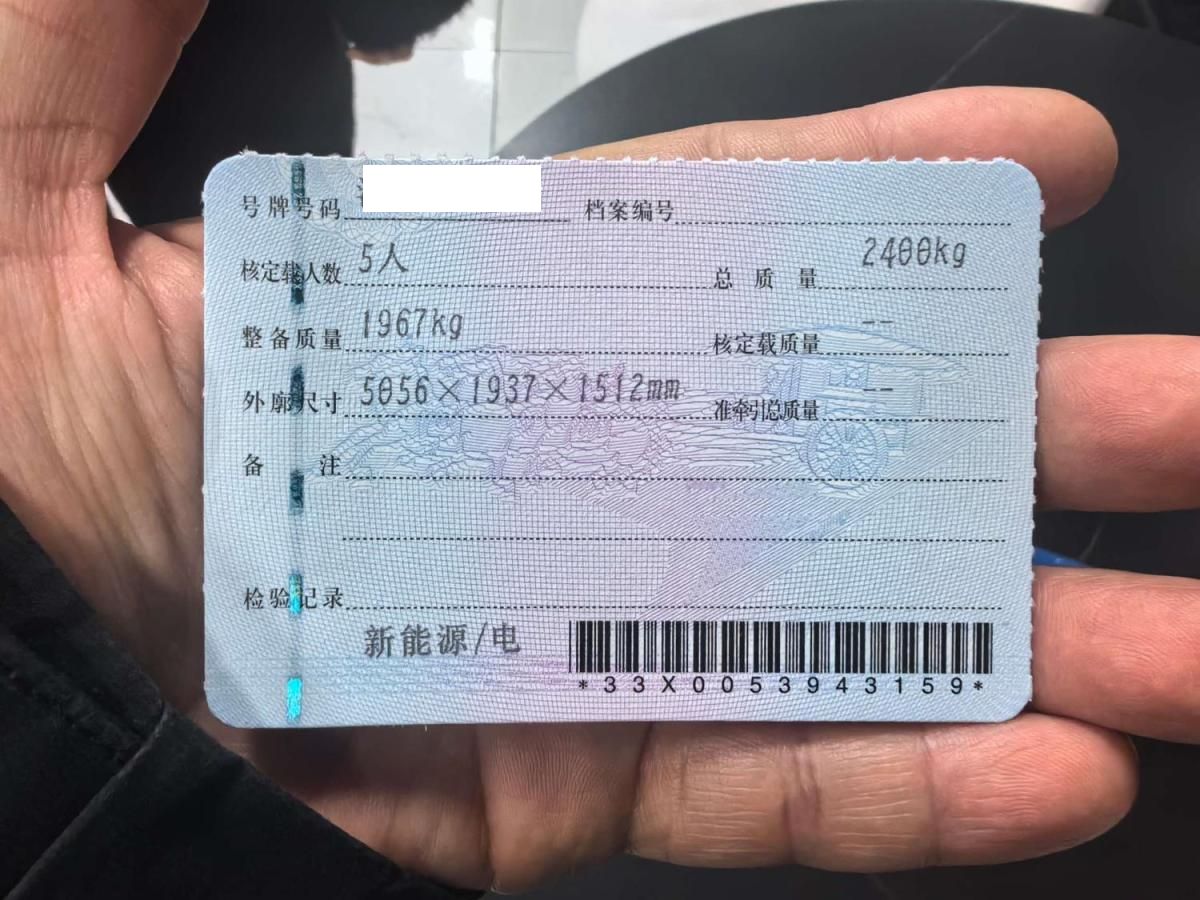 号牌号码 档案编号
核定载人数 5人 总质量 2400kg
整备质量 1967kg 核定载质量 --
外廓尺寸 5056×1937×1512mm 准牵引总质量 --
备注
检验记录
新能源/电
*33X0053943159*